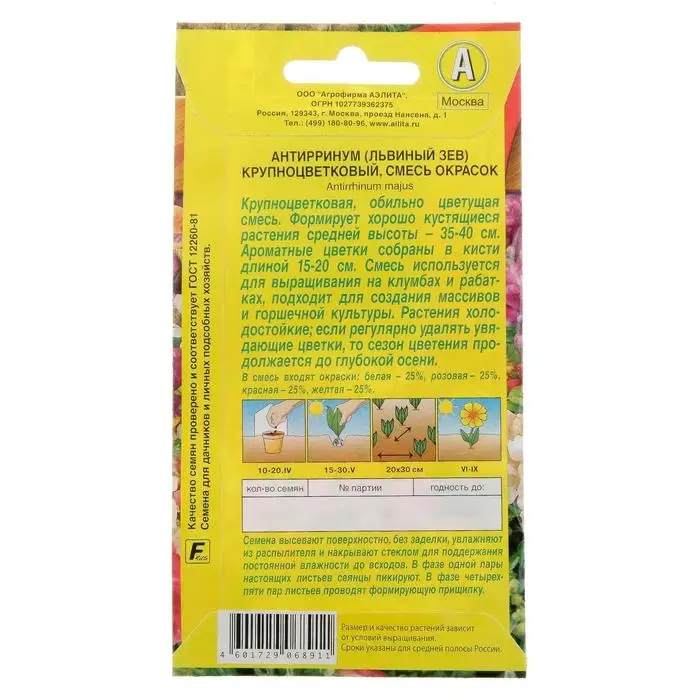 А
Москва
ООО "Агрофирма АЭЛИТА".
ОГРН 1027739362375
Россия, 129343, г. Москва, проезд Нансена, д. 1
Тел.: (499) 180-80-96, www.ailita.ru
АНТИРРИНУМ (ЛЬВИНЫЙ ЗЕВ)
КРУПНОЦВЕТКОВЫЙ, СМЕСЬ ОКРАСОК
Antirrhinum majus
Крупноцветковая, обильно цветущая
смесь. Формирует хорошо кустящиеся
растения средней высоты – 35-40 см.
Ароматные цветки собраны в кисти
длиной 15-20 см. Смесь используется
для выращивания на клумбах и рабат-
ках, подходит для создания массивов
и горшечной культуры. Растения холо-
достойкие; если регулярно удалять увя-
дающие цветки, то сезон цветения про-
должается до глубокой осени.
В смесь входят окраски: белая – 25%, розовая – 25%,
красная – 25%, желтая – 25%.
10-20.IV 15-30.V 20х30 см VI-IX
кол-во семян № партии годность до:
Семена высевают поверхностно, без заделки, увлажняют
из распылителя и накрывают стеклом для поддержания
постоянной влажности до всходов. В фазе одной пары
настоящих листьев сеянцы пикируют. В фазе четырех-
пяти пар листьев проводят формирующую прищипку.
Размер и качество растений зависит
от условий выращивания.
Сроки указаны для средней полосы России.
4 601729 068911
Качество семян проверено и соответствует ГОСТ 12260-81
Семена для дачников и личных подсобных хозяйств.
F Rus